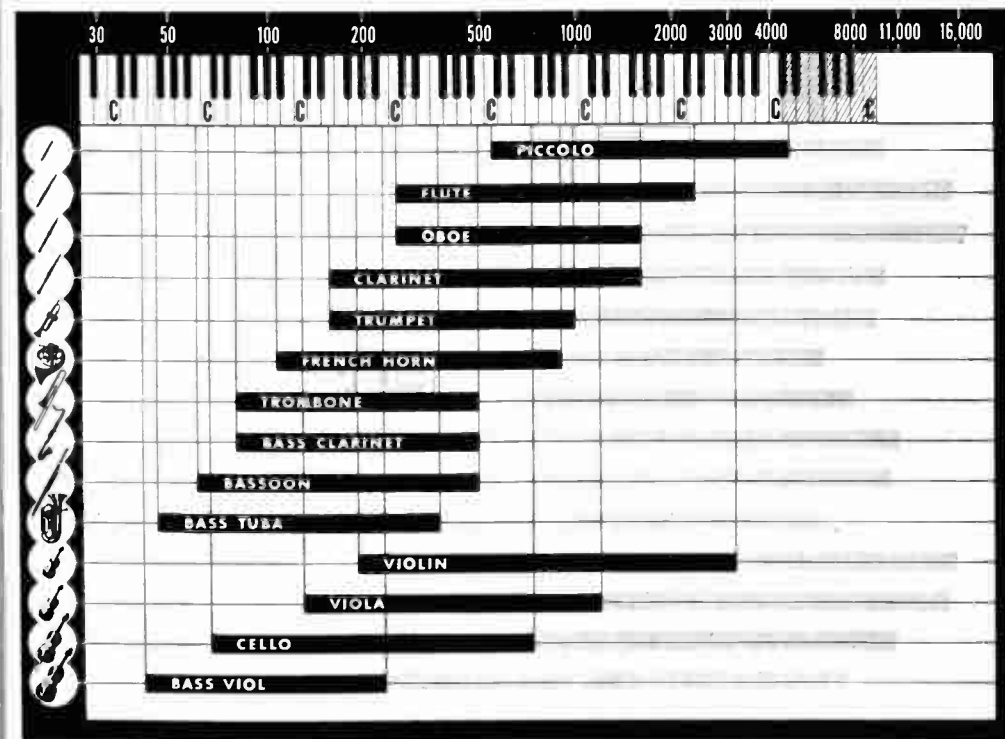 30 50 100 200 500 1000 2000 3000 4000 8000 11,000 16,000
C C C C C C C C C
PICCOLO
FLUTE
OBOE
CLARINET
TRUMPET
FRENCH HORN
TROMBONE
BASS CLARINET
BASSOON
BASS TUBA
VIOLIN
VIOLA
CELLO
BASS VIOL